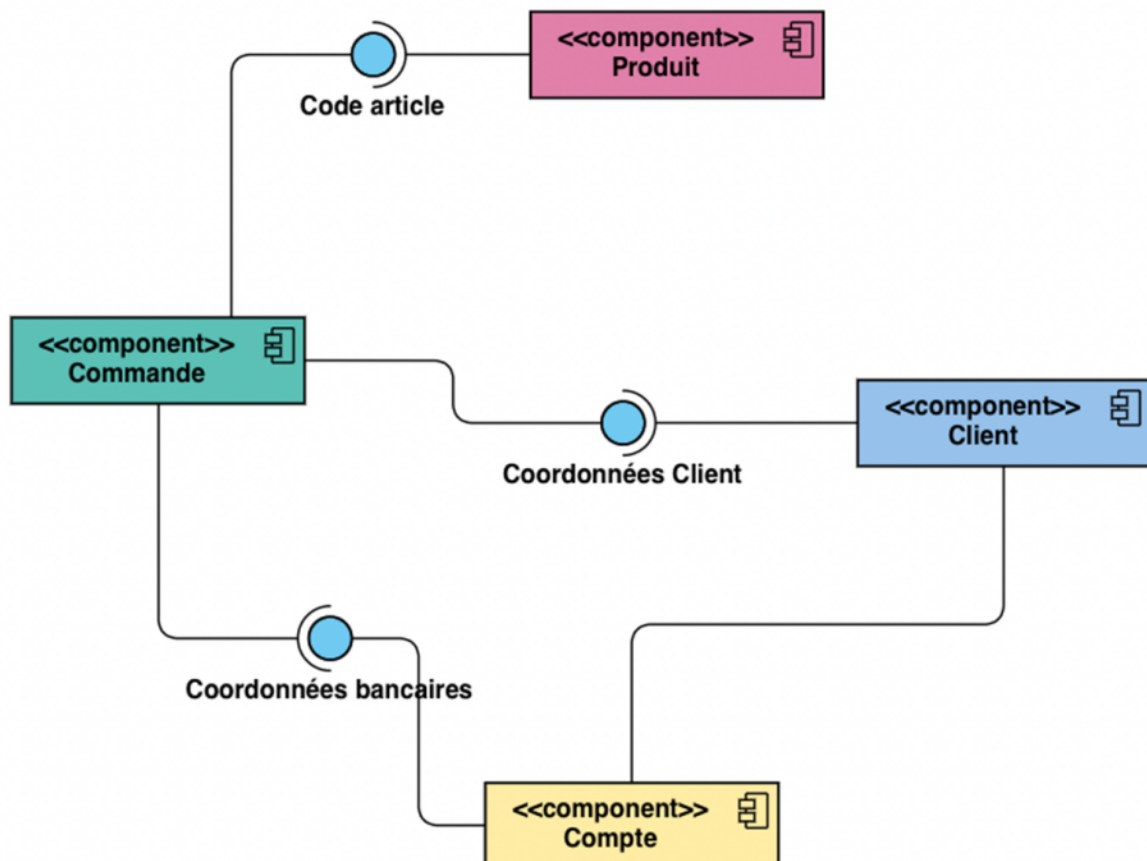 <<component>>
Produit
Code article
<<component>>
Commande
<<component>>
Client
Coordonnées Client
Coordonnées bancaires
<<component>>
Compte